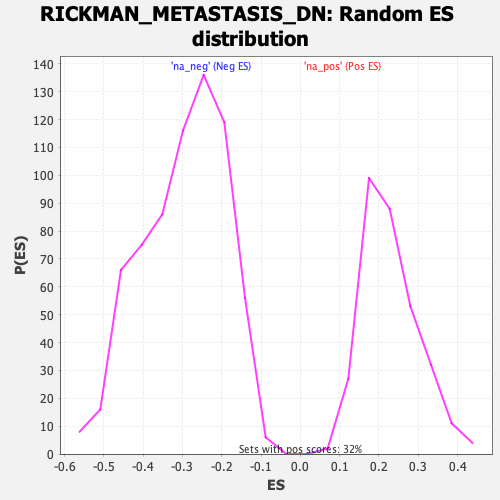 RICKMAN_METASTASIS_DN: Random ES
distribution
'na_neg' (Neg ES)
'na_pos' (Pos ES)
140
130
120
110
100
90
80
70
60
50
40
30
20
10
0
P(ES)
Sets with pos scores: 32%
-0.6 -0.5 -0.4 -0.3 -0.2 -0.1 0.0 0.1 0.2 0.3 0.4
ES